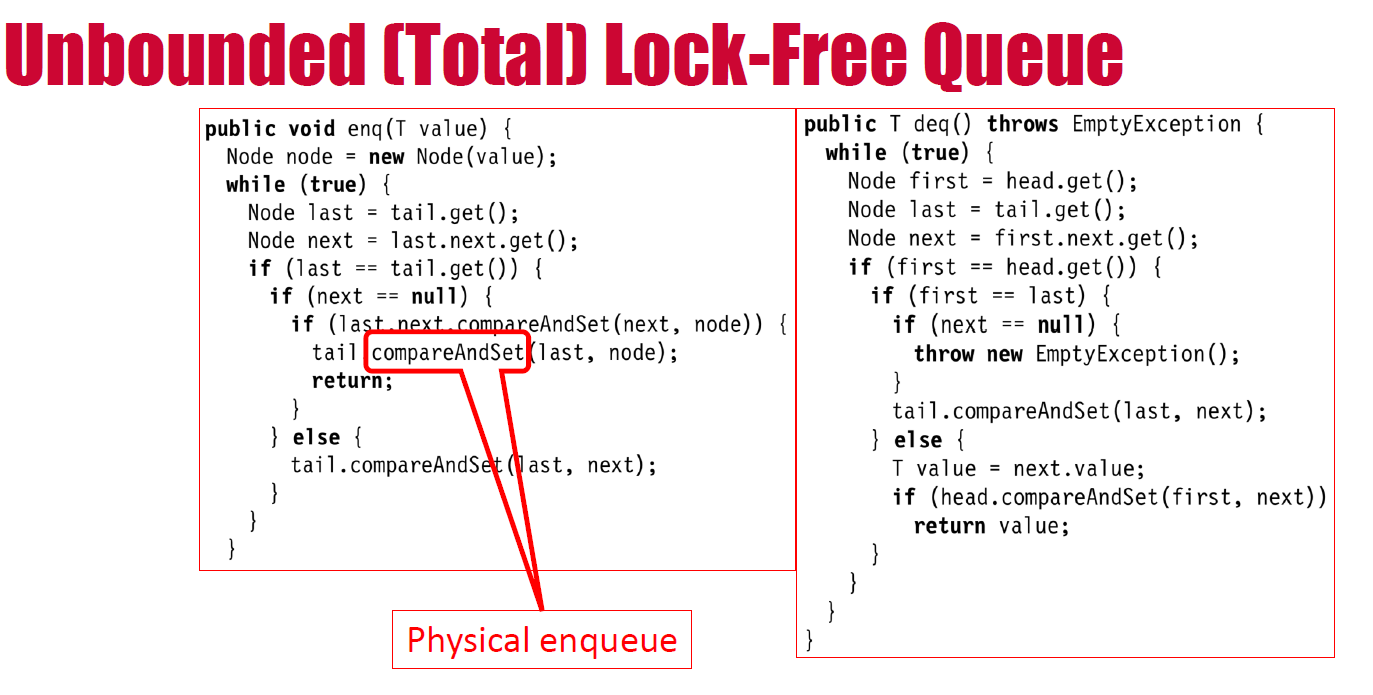 Unbounded (Total) Lock-Free Queue
public void enq(T value) {
Node node = new Node(value);
while (true) {
Node last = tail.get();
Node next = last.next.get();
if (last == tail.get()) {
if (next == null) {
if (last.next.compareAndSet(next, node)) {
tail.compareAndSet(last, node);
return;
}
} else {
tail.compareAndSet(last, next);
}
}
}
public T deq() throws EmptyException {
while (true) {
Node first = head.get();
Node last = tail.get();
Node next = first.next.get();
if (first == head.get()) {
if (first == last) {
if (next == null) {
throw new EmptyException();
}
tail.compareAndSet(last, next);
} else {
T value = next.value;
if (head.compareAndSet(first, next))
return value;
}
}
}
}
Physical enqueue